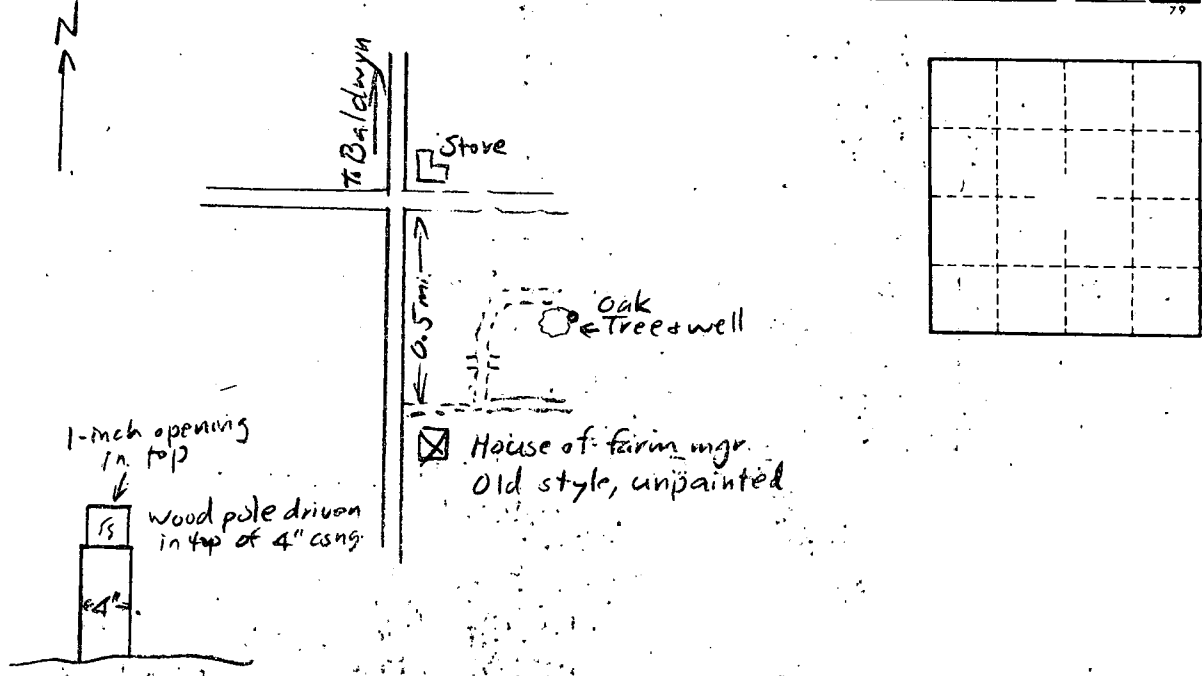 79
N
To Baldwyn
Store
0.5 mi.
Oak
Tree & well
1-inch opening
in top
House of farm mgr.
Old style, unpainted
Wood pole driven
in top of 4" csng.
4"